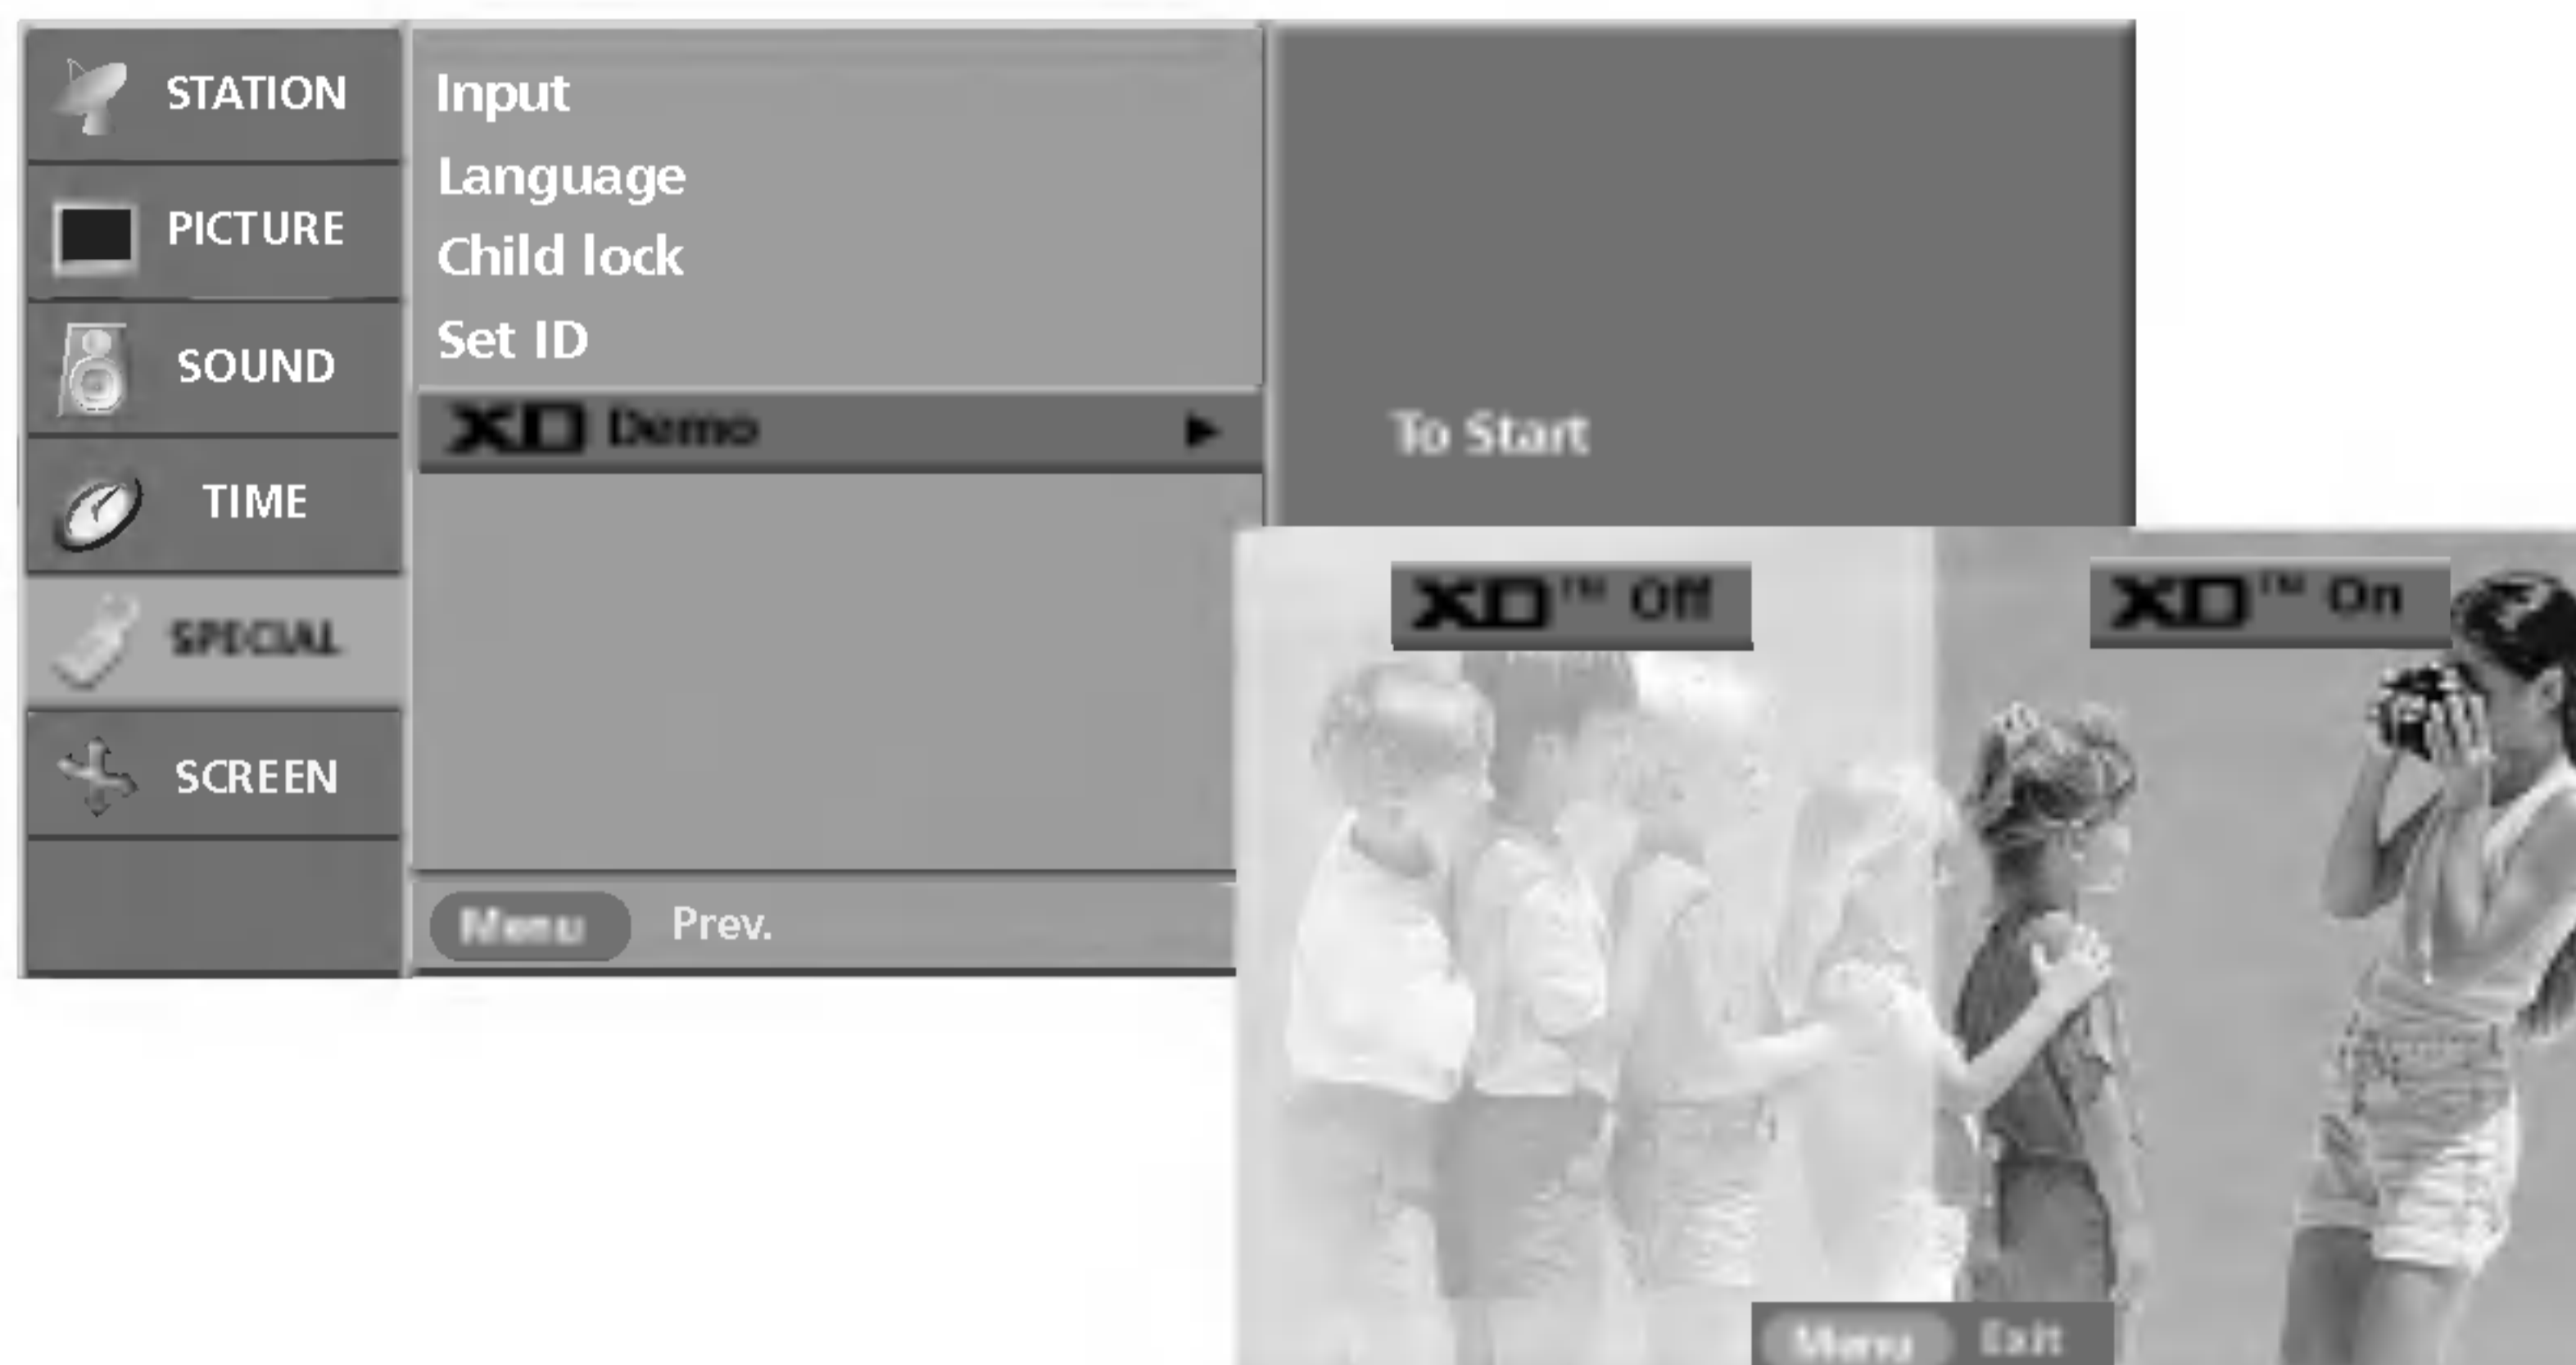 STATION
PICTURE
SOUND
TIME
SPECIAL
SCREEN
Input
Language
Child lock
Set ID
XD Demo
To Start
Menu Prev.
XD™ Off
XD™ On
Menu Exit